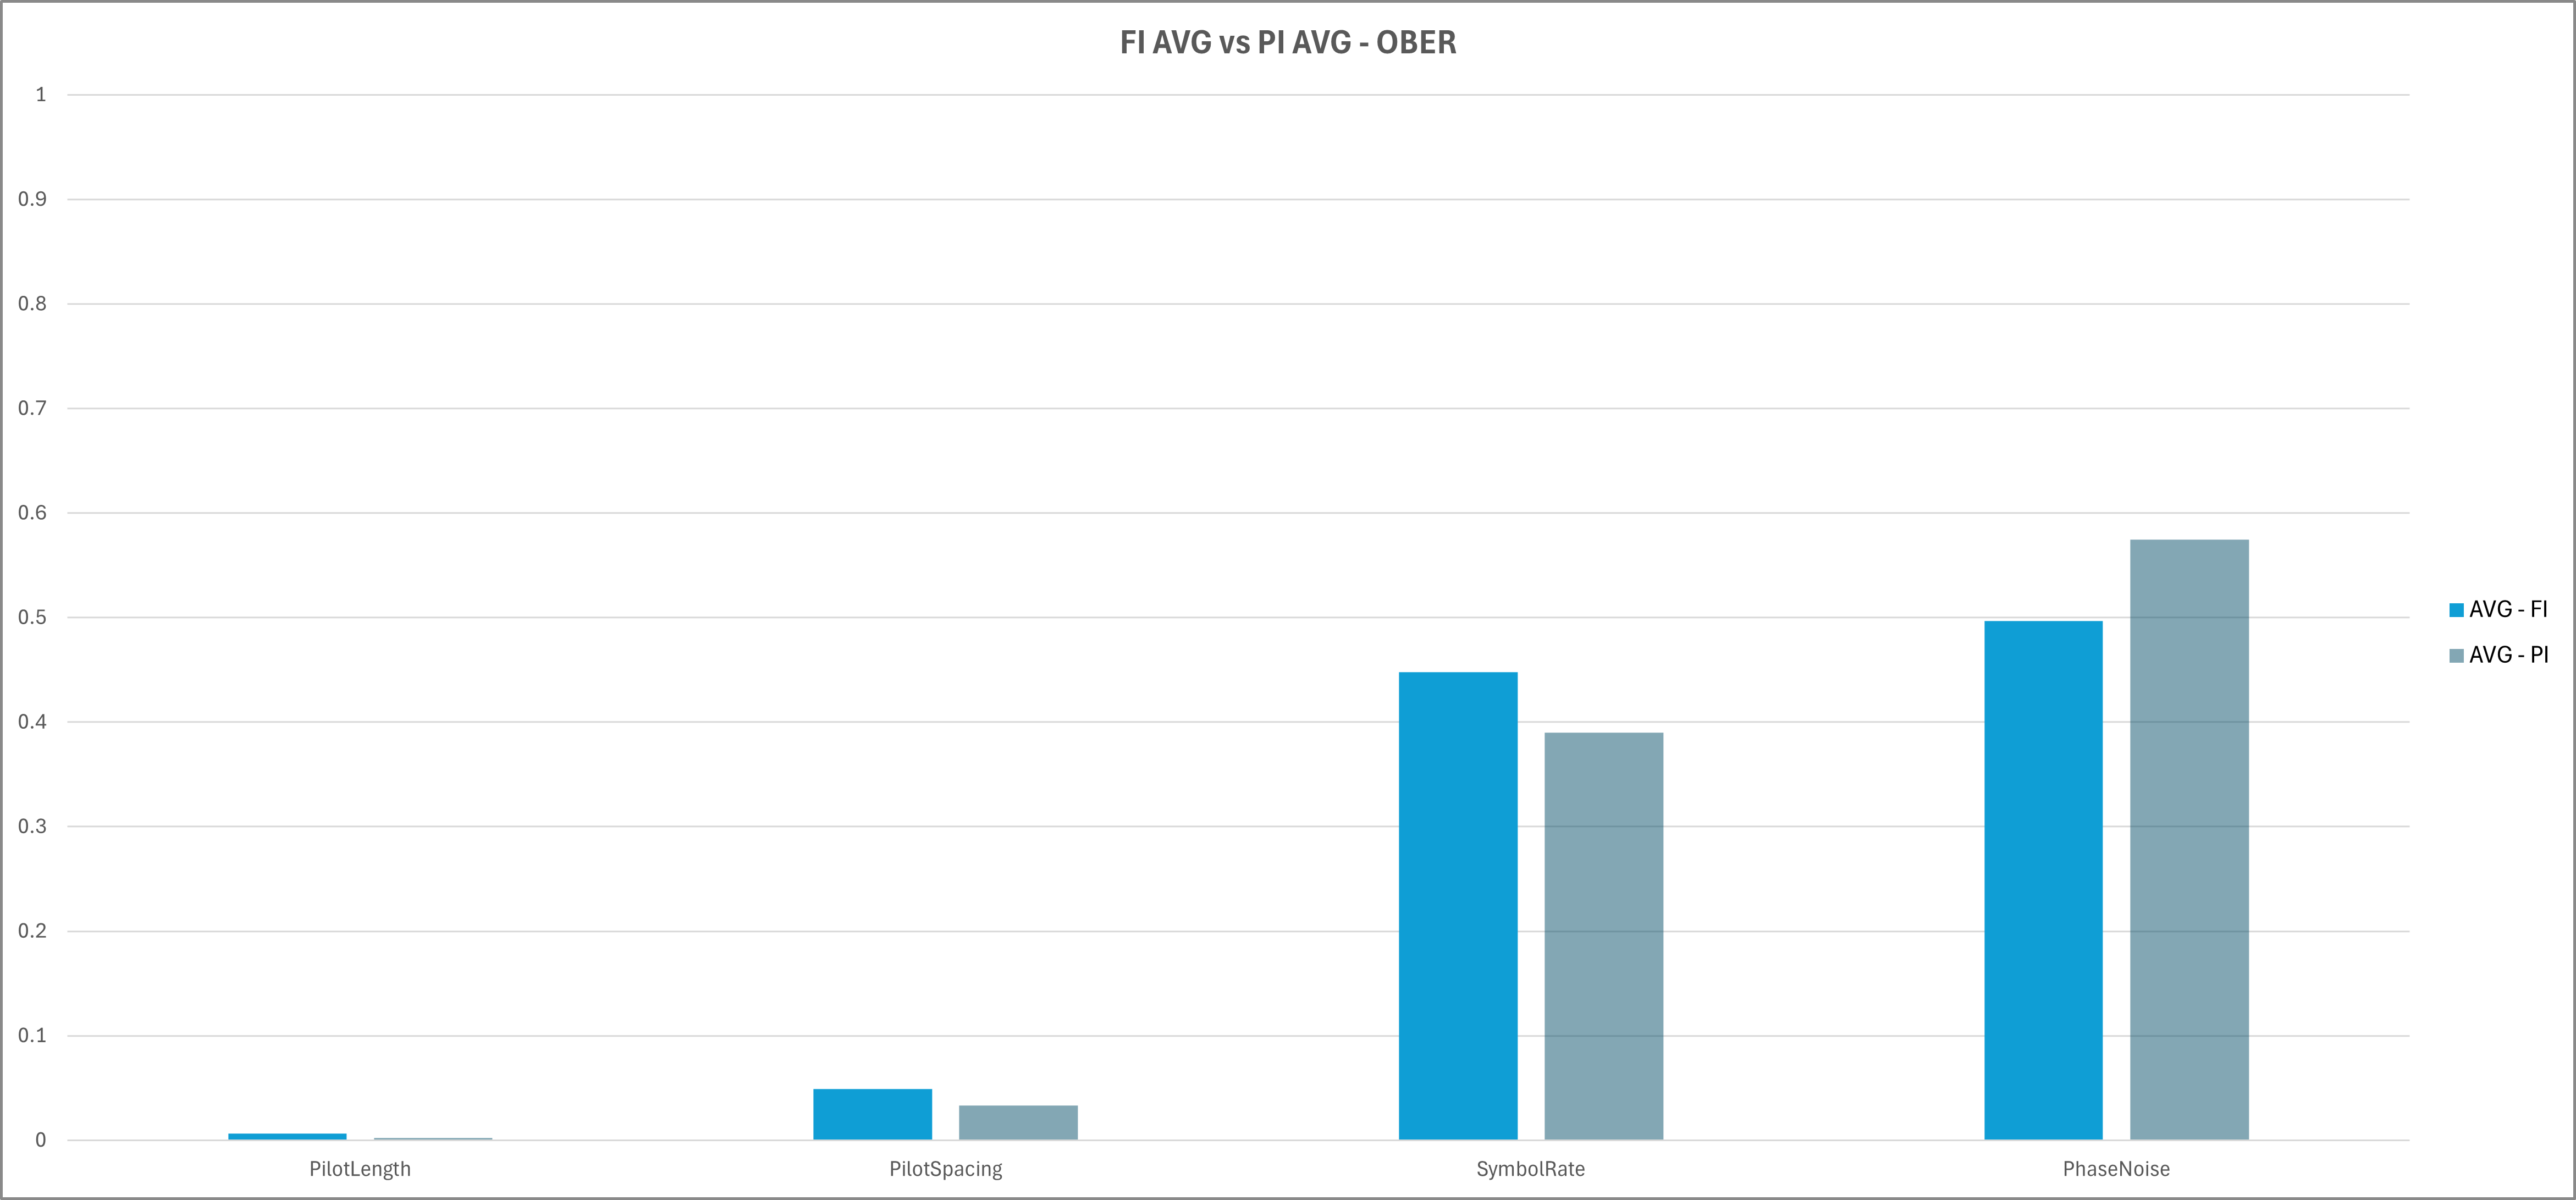 FI AVG vs PI AVG - OBER
1
0.9
0.8
0.7
0.6
0.5
0.4
0.3
0.2
0.1
0
PilotLength PilotSpacing SymbolRate PhaseNoise
AVG - FI
AVG - PI